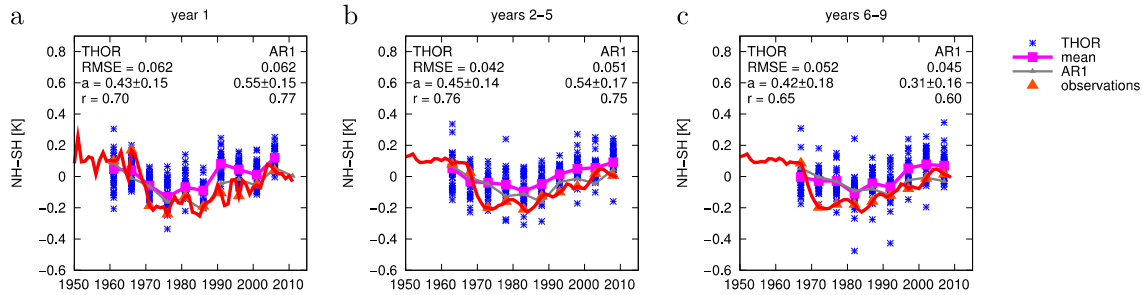 a
year 1
THOR AR1
RMSE = 0.062 0.062
a = 0.43±0.15 0.55±0.15
r = 0.70 0.77
NH−SH [K]
0.8
0.6
0.4
0.2
0
−0.2
−0.4
−0.6
1950 1960 1970 1980 1990 2000 2010
b
years 2−5
THOR AR1
RMSE = 0.042 0.051
a = 0.45±0.14 0.54±0.17
r = 0.76 0.75
NH−SH [K]
0.8
0.6
0.4
0.2
0
−0.2
−0.4
−0.6
1950 1960 1970 1980 1990 2000 2010
c
years 6−9
THOR AR1
RMSE = 0.052 0.045
a = 0.42±0.18 0.31±0.16
r = 0.65 0.60
NH−SH [K]
0.8
0.6
0.4
0.2
0
−0.2
−0.4
−0.6
1950 1960 1970 1980 1990 2000 2010
THOR
mean
AR1
observations